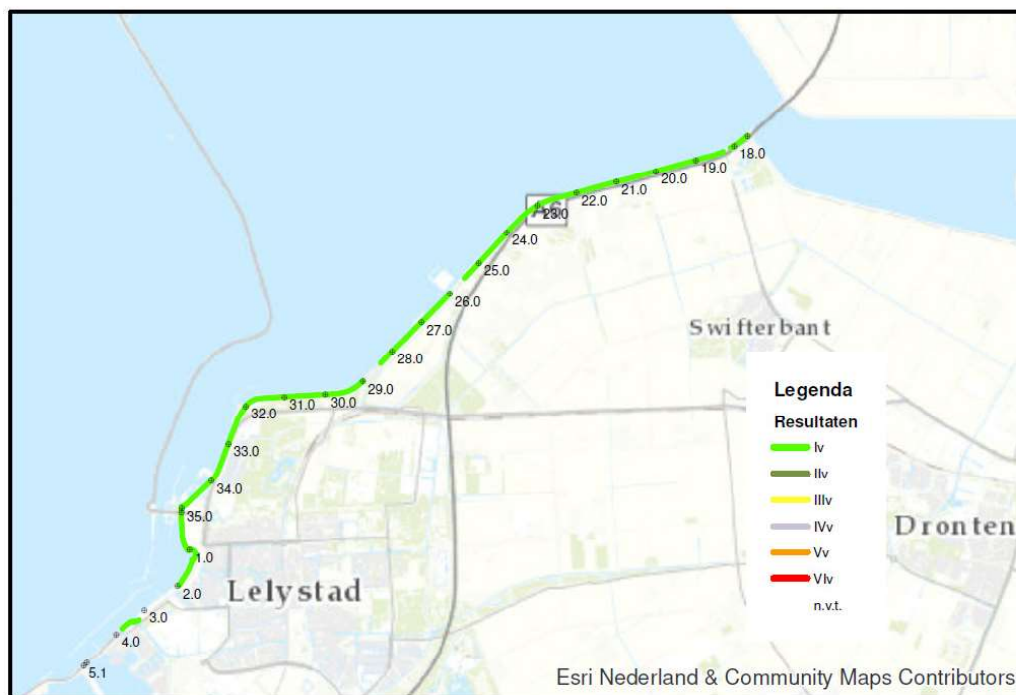 18.0
19.0
20.0
21.0
22.0
23.0
24.0
25.0
26.0
27.0
28.0
29.0
30.0
31.0
32.0
33.0
34.0
35.0
1.0
2.0
3.0
4.0
5.1
Swifterbant
Dronten
Lelystad
Legenda
Resultaten
Iv
IIv
IIIv
IVv
Vv
VIv
n.v.t.
Esri Nederland & Community Maps Contributors